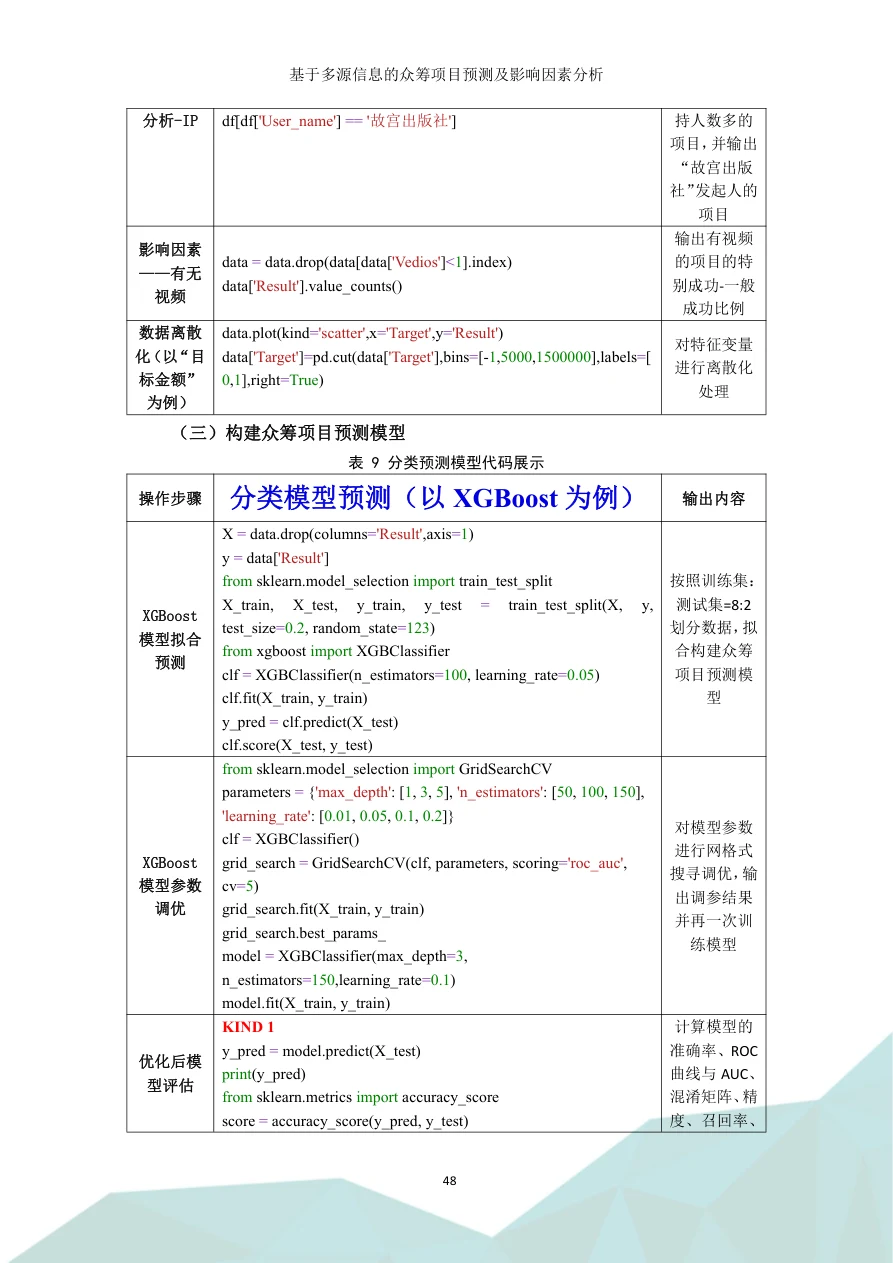 基于多源信息的众筹项目预测及影响因素分析
分析-IP
df[df['User_name'] == '故宫出版社']
持人数多的
项目，并输出
“故宫出版
社”发起人的
项目
影响因素
——有无
视频
data = data.drop(data[data['Vedios']<1].index)
data['Result'].value_counts()
输出有视频
的项目的特
别成功-一般
成功比例
数据离散
化（以“目
标金额”
为例）
data.plot(kind='scatter',x='Target',y='Result')
data['Target']=pd.cut(data['Target'],bins=[-1,5000,1500000],labels=[
0,1],right=True)
对特征变量
进行离散化
处理
（三）构建众筹项目预测模型
表 9 分类预测模型代码展示
操作步骤
分类模型预测（以 XGBoost 为例）
输出内容
XGBoost
模型拟合
预测
X = data.drop(columns='Result',axis=1)
y = data['Result']
from sklearn.model_selection import train_test_split
X_train, X_test, y_train, y_test = train_test_split(X, y,
test_size=0.2, random_state=123)
from xgboost import XGBClassifier
clf = XGBClassifier(n_estimators=100, learning_rate=0.05)
clf.fit(X_train, y_train)
y_pred = clf.predict(X_test)
clf.score(X_test, y_test)
按照训练集：
测试集=8:2
划分数据，拟
合构建众筹
项目预测模
型
XGBoost
模型参数
调优
from sklearn.model_selection import GridSearchCV
parameters = {'max_depth': [1, 3, 5], 'n_estimators': [50, 100, 150],
'learning_rate': [0.01, 0.05, 0.1, 0.2]}
clf = XGBClassifier()
grid_search = GridSearchCV(clf, parameters, scoring='roc_auc',
cv=5)
grid_search.fit(X_train, y_train)
grid_search.best_params_
model = XGBClassifier(max_depth=3,
n_estimators=150,learning_rate=0.1)
model.fit(X_train, y_train)
对模型参数
进行网格式
搜寻调优，输
出调参结果
并再一次训
练模型
优化后模
型评估
KIND 1
y_pred = model.predict(X_test)
print(y_pred)
from sklearn.metrics import accuracy_score
score = accuracy_score(y_pred, y_test)
计算模型的
准确率、ROC
曲线与 AUC、
混淆矩阵、精
度、召回率、
48